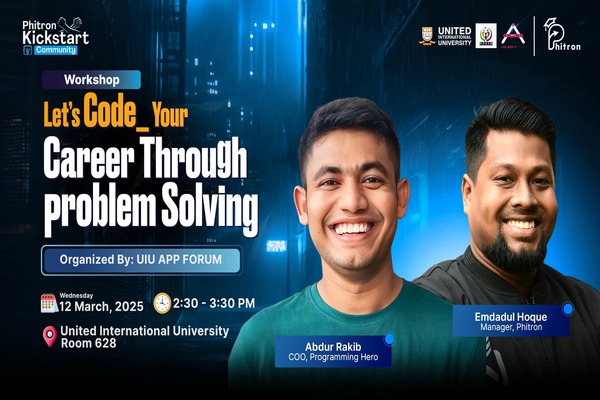 Phitron
Kickstart
Community
UNITED
INTERNATIONAL
UNIVERSITY
Phitron
Workshop
Let's Code_ Your
Career Through
problem Solving
Organized By: UIU APP FORUM
Wednesday
12 March, 2025
2:30 - 3:30 PM
United International University
Room 628
Abdur Rakib
COO, Programming Hero
Emdadul Hoque
Manager, Phitron